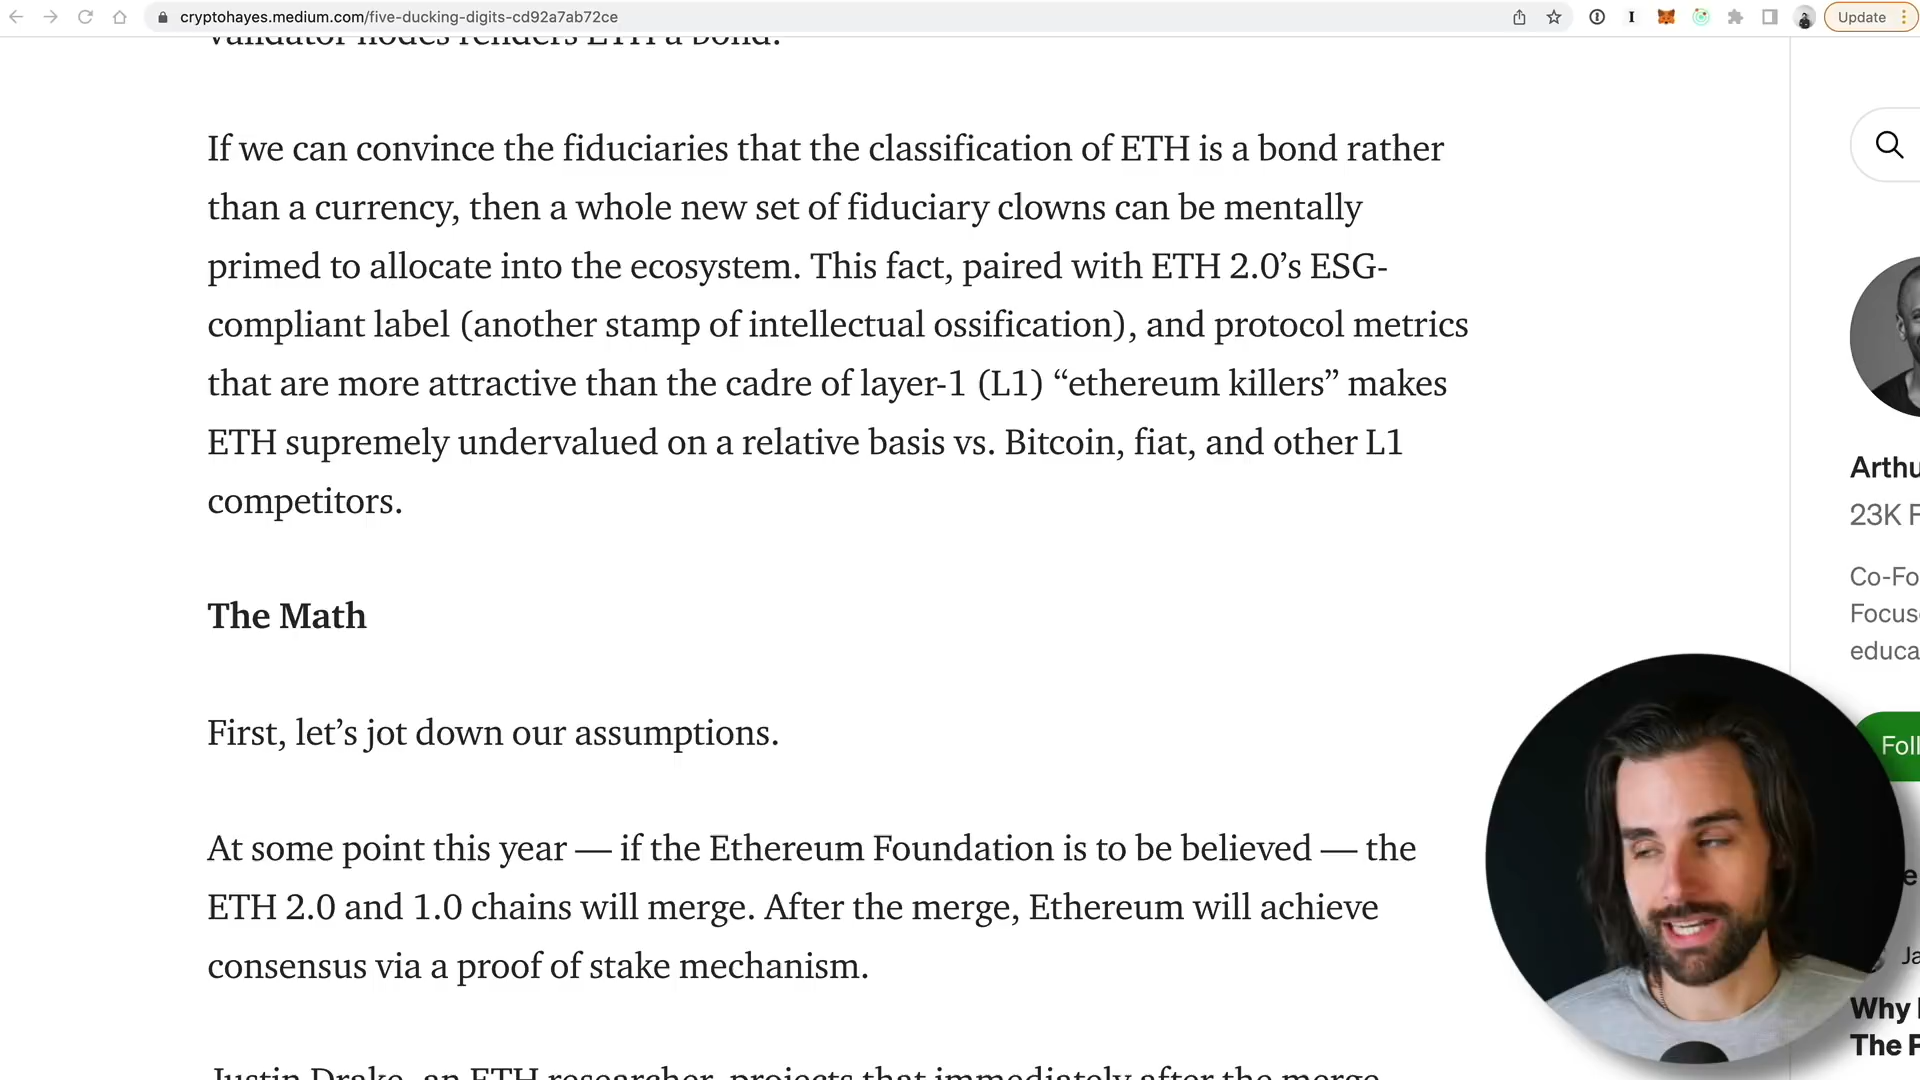 cryptohayes.medium.com/five-ducking-digits-cd92a7ab72ce
Update
validator nodes renders ETH a bond.
If we can convince the fiduciaries that the classification of ETH is a bond rather
than a currency, then a whole new set of fiduciary clowns can be mentally
primed to allocate into the ecosystem. This fact, paired with ETH 2.0’s ESG-
compliant label (another stamp of intellectual ossification), and protocol metrics
that are more attractive than the cadre of layer-1 (L1) “ethereum killers” makes
ETH supremely undervalued on a relative basis vs. Bitcoin, fiat, and other L1
competitors.
The Math
First, let’s jot down our assumptions.
At some point this year — if the Ethereum Foundation is to be believed — the
ETH 2.0 and 1.0 chains will merge. After the merge, Ethereum will achieve
consensus via a proof of stake mechanism.
Justin Drake, an ETH researcher, projects that immediately after the merge
Arthu
23K F
Co-Fo
Focus
educa
Foll
Ja
Why
The P